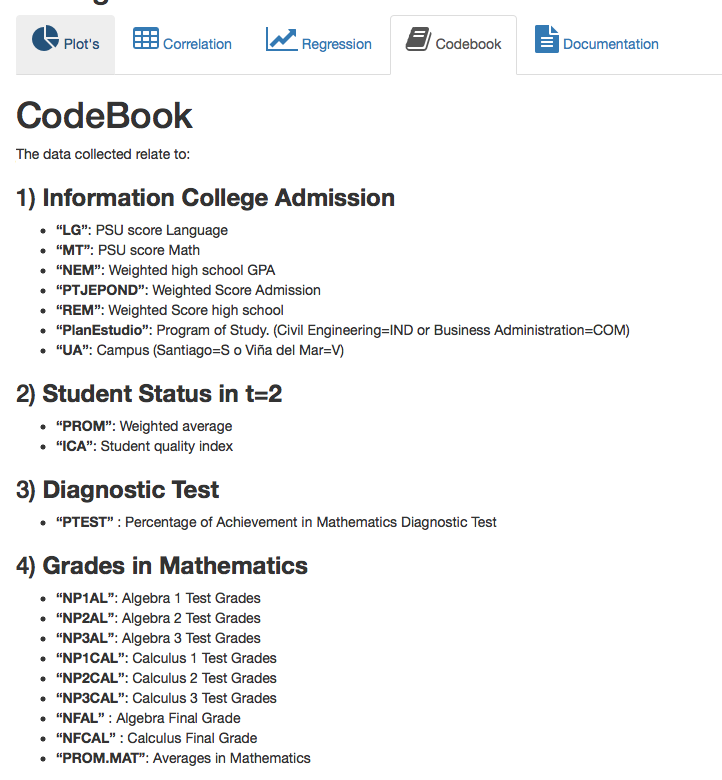 Plot's Correlation Regression Codebook Documentation
CodeBook
The data collected relate to:
1) Information College Admission
• “LG”: PSU score Language
• “MT”: PSU score Math
• “NEM”: Weighted high school GPA
• “PTJEPOND”: Weighted Score Admission
• “REM”: Weighted Score high school
• “PlanEstudio”: Program of Study. (Civil Engineering=IND or Business Administration=COM)
• “UA”: Campus (Santiago=S o Viña del Mar=V)
2) Student Status in t=2
• “PROM”: Weighted average
• “ICA”: Student quality index
3) Diagnostic Test
• “PTEST” : Percentage of Achievement in Mathematics Diagnostic Test
4) Grades in Mathematics
• “NP1AL”: Algebra 1 Test Grades
• “NP2AL”: Algebra 2 Test Grades
• “NP3AL”: Algebra 3 Test Grades
• “NP1CAL”: Calculus 1 Test Grades
• “NP2CAL”: Calculus 2 Test Grades
• “NP3CAL”: Calculus 3 Test Grades
• “NFAL” : Algebra Final Grade
• “NFCAL” : Calculus Final Grade
• “PROM.MAT”: Averages in Mathematics